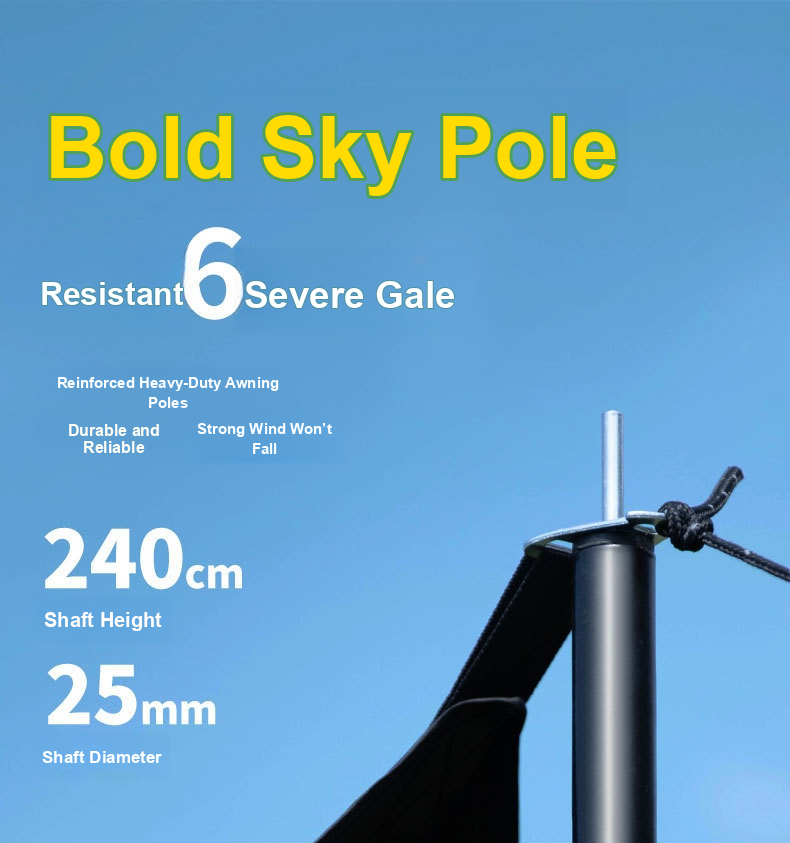 Bold Sky Pole
Resistant 6 Severe Gale
Reinforced Heavy-Duty Awning
Poles
Durable and
Reliable
Strong Wind Won’t
Fall
240cm
Shaft Height
25mm
Shaft Diameter